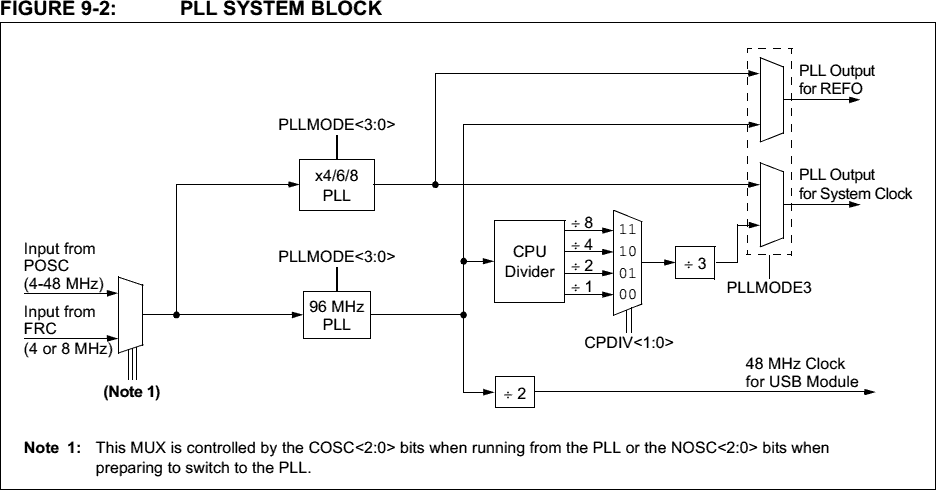 FIGURE 9-2: PLL SYSTEM BLOCK
PLL Output
for REFO
PLLMODE<3:0>
x4/6/8
PLL
PLL Output
for System Clock
Input from
POSC
(4-48 MHz)
Input from
FRC
(4 or 8 MHz)
(Note 1)
PLLMODE<3:0>
96 MHz
PLL
CPU
Divider
÷ 8
÷ 4
÷ 2
÷ 1
11
10
01
00
÷ 3
PLLMODE3
CPDIV<1:0>
÷ 2
48 MHz Clock
for USB Module
Note 1: This MUX is controlled by the COSC<2:0> bits when running from the PLL or the NOSC<2:0> bits when
preparing to switch to the PLL.